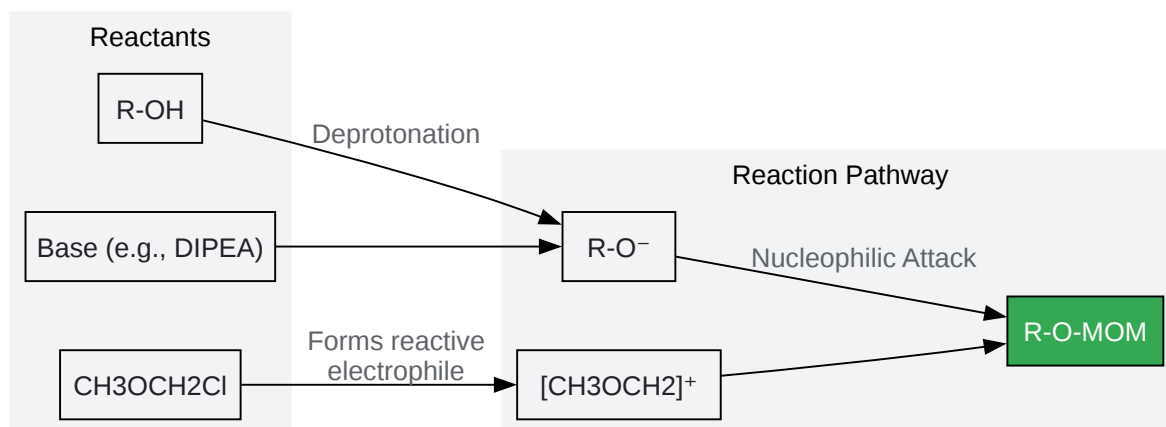 Reactants
R-OH
Deprotonation
Reaction Pathway
Base (e.g., DIPEA)
R-O⁻
Nucleophilic Attack
R-O-MOM
Forms reactive
electrophile
CH3OCH2Cl
[CH3OCH2]⁺